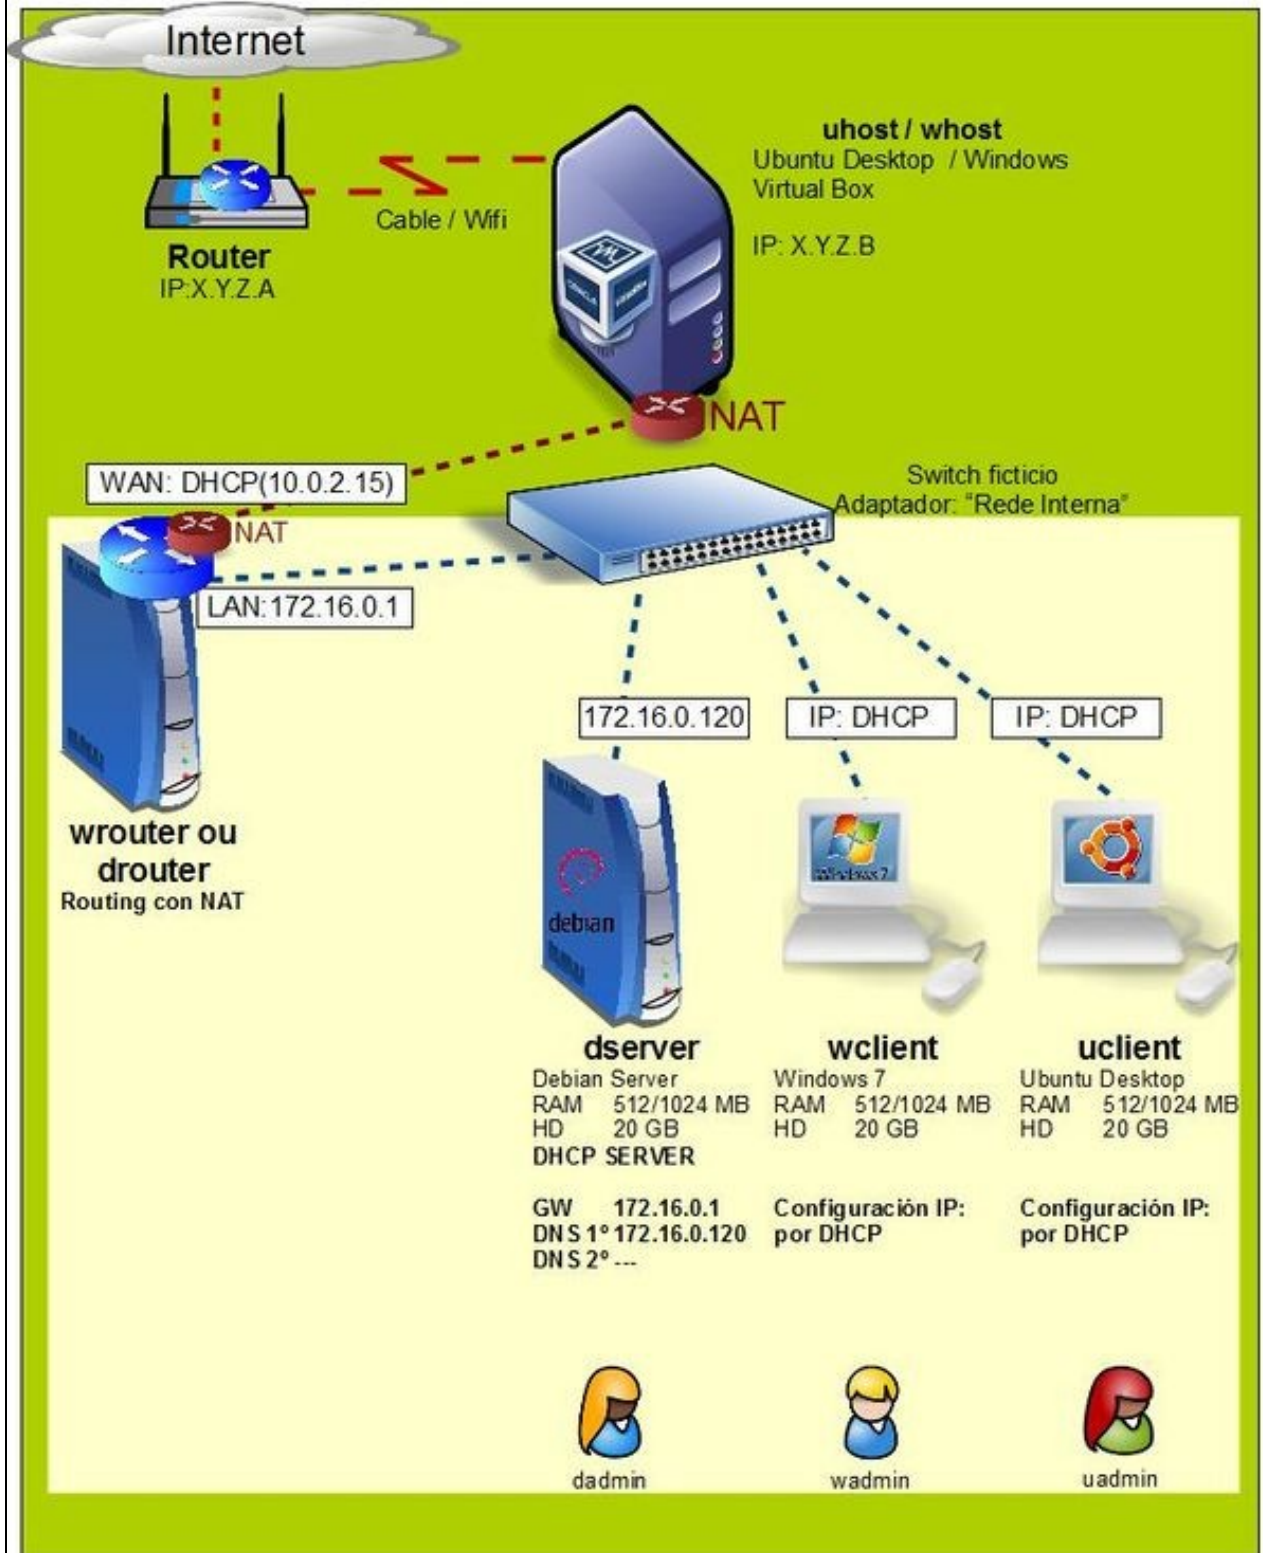 Internet
uhost / whost
Ubuntu Desktop / Windows
Virtual Box
IP: X.Y.Z.B
Cable / Wifi
Router
IP:X.Y.Z.A
NAT
WAN: DHCP(10.0.2.15)
Switch ficticio
Adaptador: “Rede Interna”
NAT
LAN:172.16.0.1
172.16.0.120
IP: DHCP
IP: DHCP
wrouter ou
drouter
Routing con NAT
Windows 7
debian
dserver
Debian Server
RAM 512/1024 MB
HD 20 GB
DHCP SERVER
GW 172.16.0.1
DNS 1º 172.16.0.120
DNS 2º ---
wclient
Windows 7
RAM 512/1024 MB
HD 20 GB
Configuración IP:
por DHCP
uclient
Ubuntu Desktop
RAM 512/1024 MB
HD 20 GB
Configuración IP:
por DHCP
dadmin
wadmin
uadmin